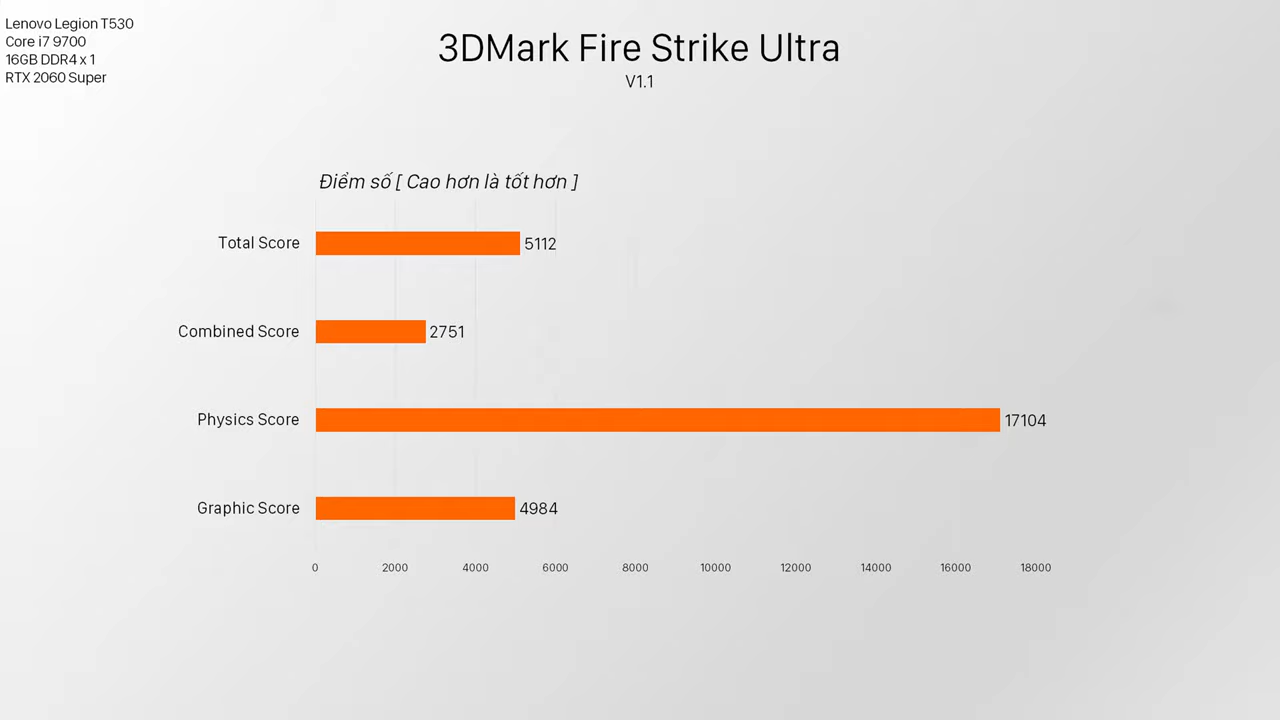 Lenovo Legion T530
Core i7 9700
16GB DDR4 x 1
RTX 2060 Super
3DMark Fire Strike Ultra
V1.1
Điểm số [ Cao hơn là tốt hơn ]
Total Score 5112
Combined Score 2751
Physics Score 17104
Graphic Score 4984
0 2000 4000 6000 8000 10000 12000 14000 16000 18000